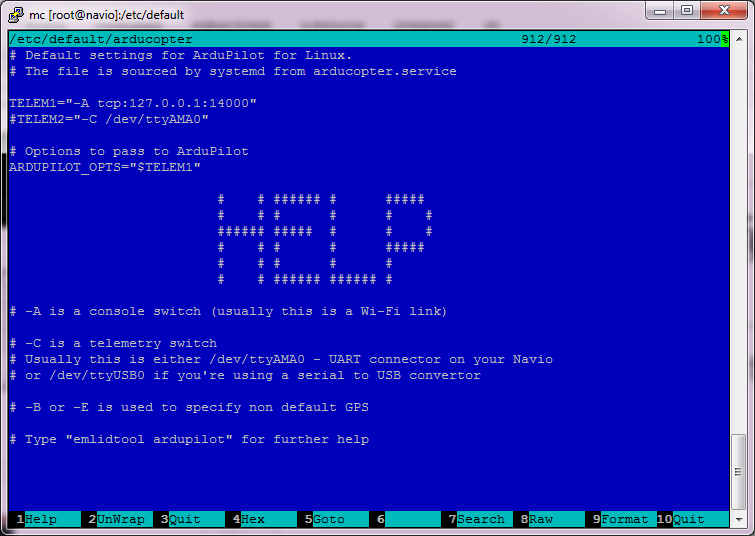 mc [root@navio]:/etc/default
/etc/default/arducopter 912/912 100%
# Default settings for ArduPilot for Linux.
# The file is sourced by systemd from arducopter.service
TELEM1="-A tcp:127.0.0.1:14000"
#TELEM2="-C /dev/ttyAMA0"
# Options to pass to ArduPilot
ARDUPILOT_OPTS="$TELEM1"
#    # ###### #      #####
#    # #      #      #    #
###### #####  #      #    #
#    # #      #      #####
#    # #      #      #
#    # ###### ###### #
# -A is a console switch (usually this is a Wi-Fi link)
# -C is a telemetry switch
# Usually this is either /dev/ttyAMA0 - UART connector on your Navio
# or /dev/ttyUSB0 if you're using a serial to USB convertor
# -B or -E is used to specify non default GPS
# Type "emlidtool ardupilot" for further help
1Help 2UnWrap 3Quit 4Hex 5Goto 6 7Search 8Raw 9Format 10Quit